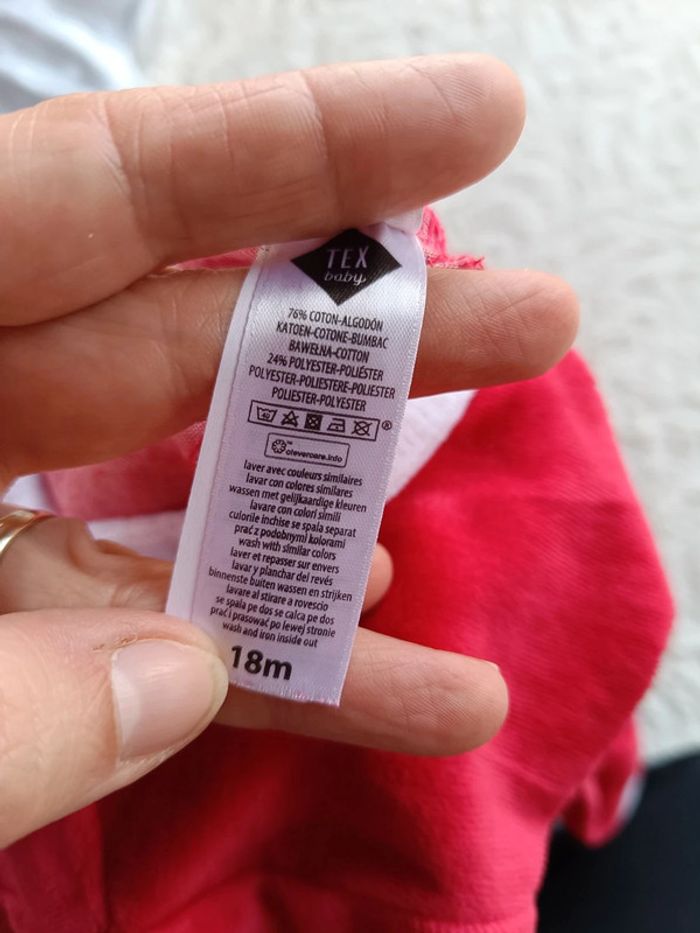 TEX
baby
76% COTON-ALGODÓN
KATOEN-COTONE-BUMBAC
BAWEŁNA-COTTON
24% POLYESTER-POLIÉSTER
POLYESTER-POLIESTERE-POLIESTER
POLIESTER-POLYESTER
®
clevercare.info™
laver avec couleurs similaires
lavar con colores similares
wassen met gelijkaardige kleuren
lavare con colori simili
culorile inchise se spala separat
prać z podobnymi kolorami
wash with similar colors
laver et repasser sur envers
lavar y planchar del revés
binnenste buiten wassen en strijken
lavare al stirare a rovescio
se spala pe dos se calca pe dos
prać i prasować po lewej stronie
wash and iron inside out
18m